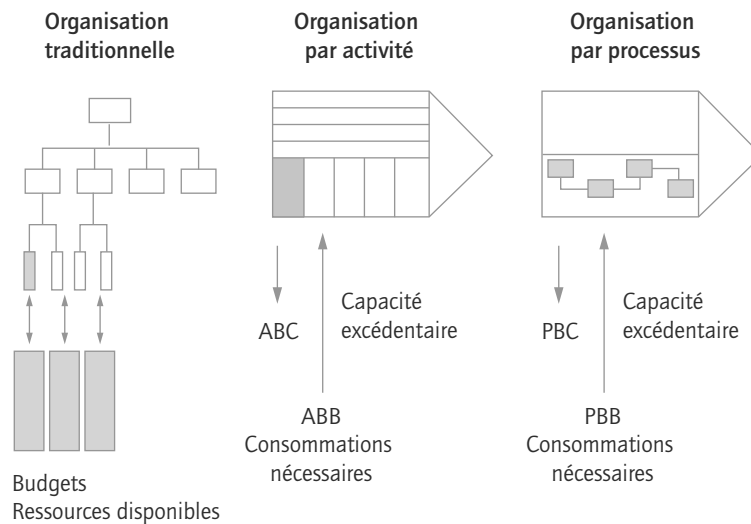 Organisation
traditionnelle
Organisation
par activité
Organisation
par processus
ABC
Capacité
excédentaire
PBC
Capacité
excédentaire
ABB
Consommations
nécessaires
PBB
Consommations
nécessaires
Budgets
Ressources disponibles